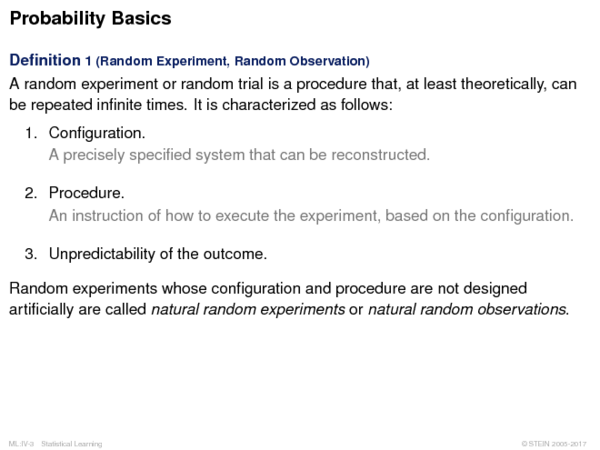 Probability Basics
Definition 1 (Random Experiment, Random Observation)
A random experiment or random trial is a procedure that, at least theoretically, can
be repeated infinite times. It is characterized as follows:
1. Configuration.
A precisely specified system that can be reconstructed.
2. Procedure.
An instruction of how to execute the experiment, based on the configuration.
3. Unpredictability of the outcome.
Random experiments whose configuration and procedure are not designed
artificially are called natural random experiments or natural random observations.
ML:IV-3 Statistical Learning
© STEIN 2005-2017